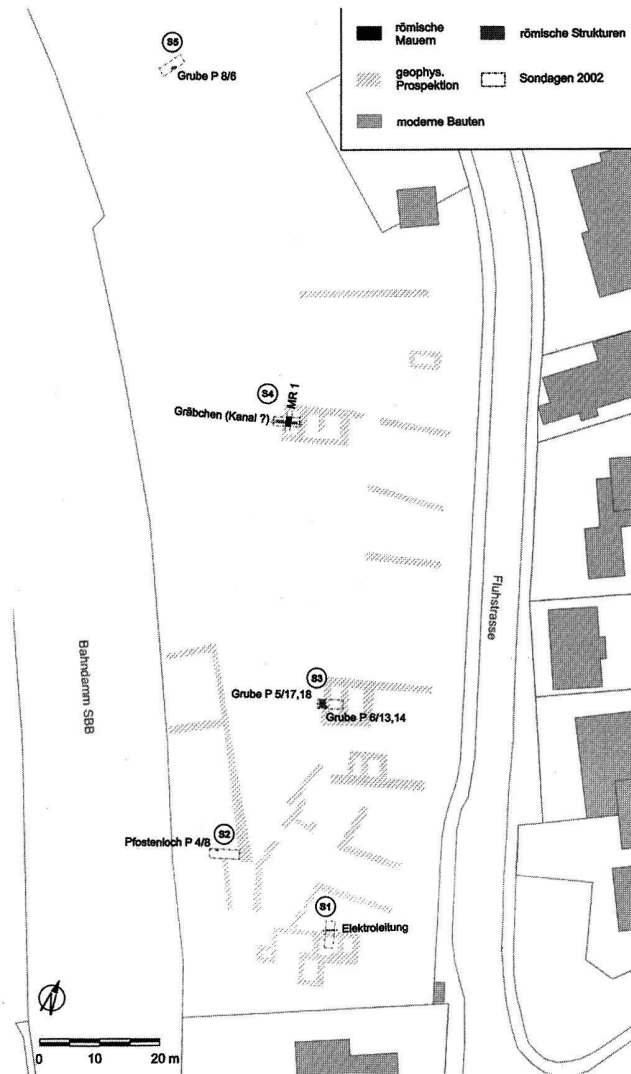 S5
Grube P 8/6
römische
Mauern
römische Strukturen
geophys.
Prospektion
Sondagen 2002
moderne Bauten
S4
MR 1
Gräbchen (Kanal ?)
Fluhstrasse
Bahndamm SBB
S3
Grube P 5/17,18
Grube P 6/13,14
S2
Pfostenloch P 4/8
S1
Elektroleitung
0 10 20 m